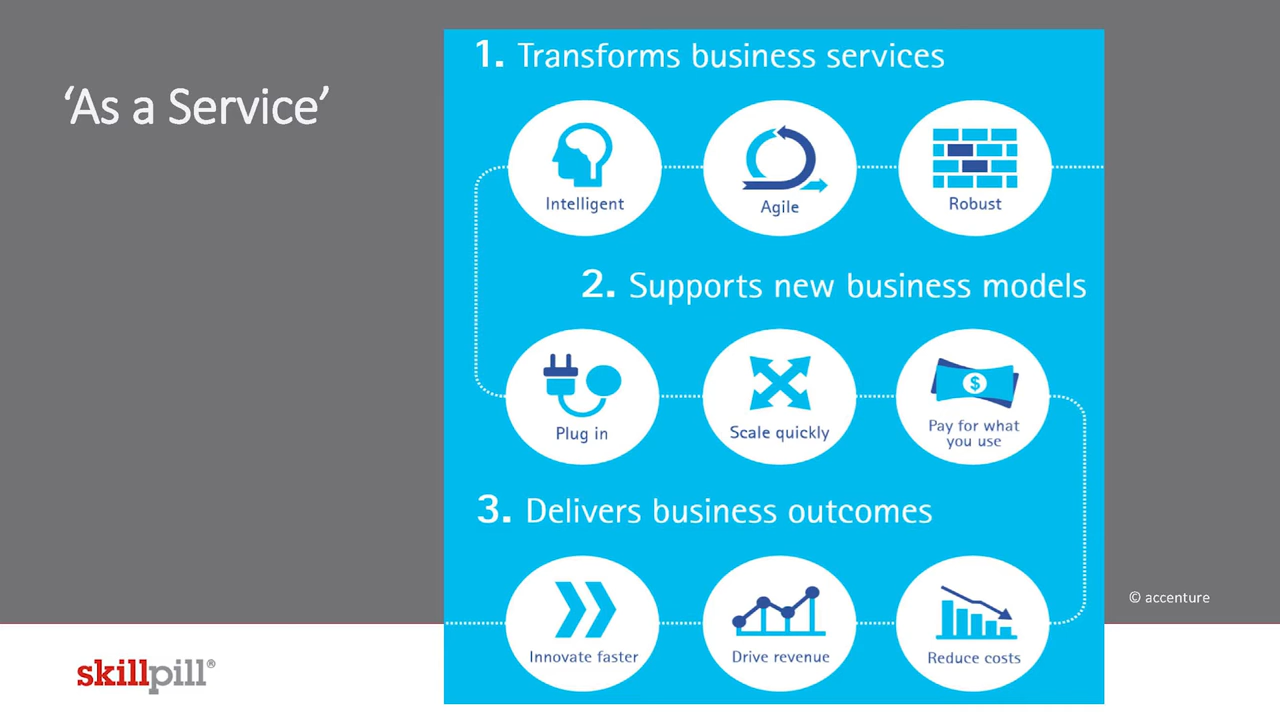 ‘As a Service’
1. Transforms business services
Intelligent
Agile
Robust
2. Supports new business models
Plug in
Scale quickly
Pay for what
you use
$
3. Delivers business outcomes
Innovate faster
Drive revenue
Reduce costs
© accenture
skillpill®